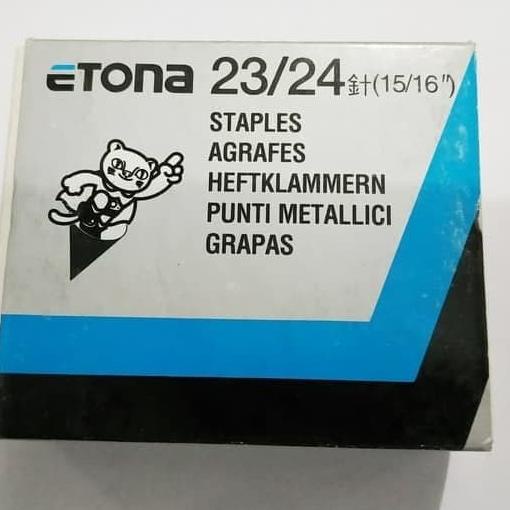 ETONA 23/24針(15/16")
STAPLES
AGRAFES
HEFTKLAMMERN
PUNTI METALLICI
GRAPAS